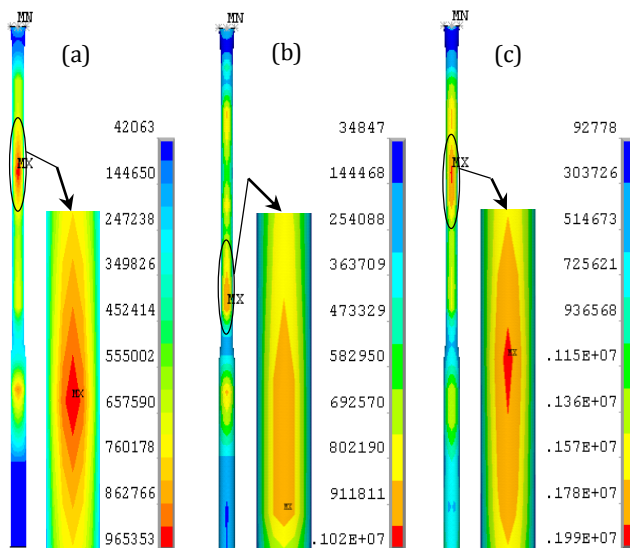 MN
(a)
MX
42063
144650
247238
349826
452414
555002
657590
760178
862766
965353
MX
MN
(b)
MX
34847
144468
254088
363709
473329
582950
692570
802190
911811
.102E+07
MX
MN
(c)
MX
92778
303726
514673
725621
936568
.115E+07
.136E+07
.157E+07
.178E+07
.199E+07
MX